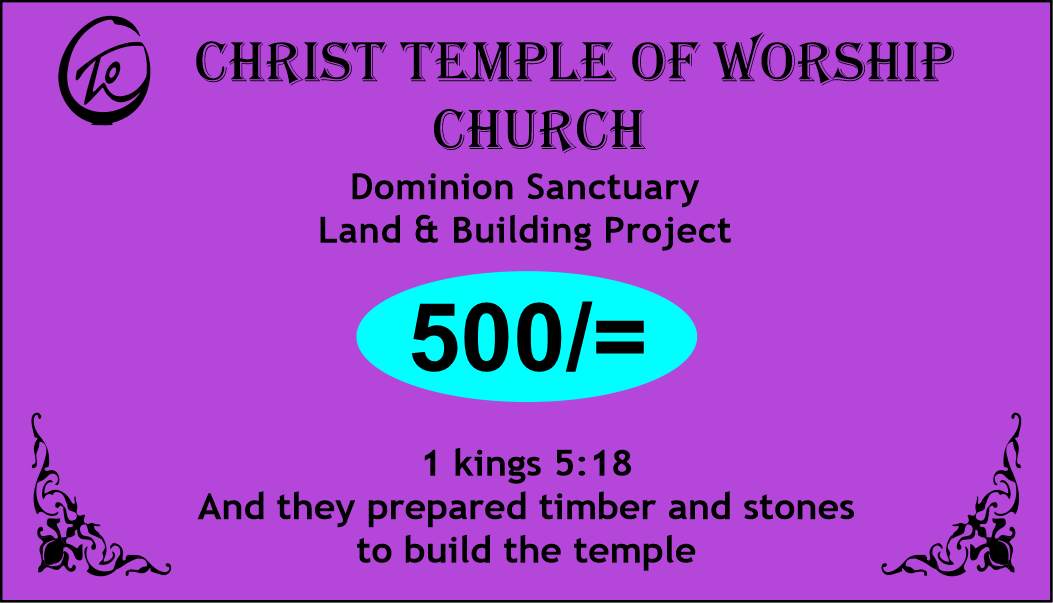 CHRIST TEMPLE OF WORSHIP
CHURCH
Dominion Sanctuary
Land & Building Project
500/=
1 kings 5:18
And they prepared timber and stones
to build the temple